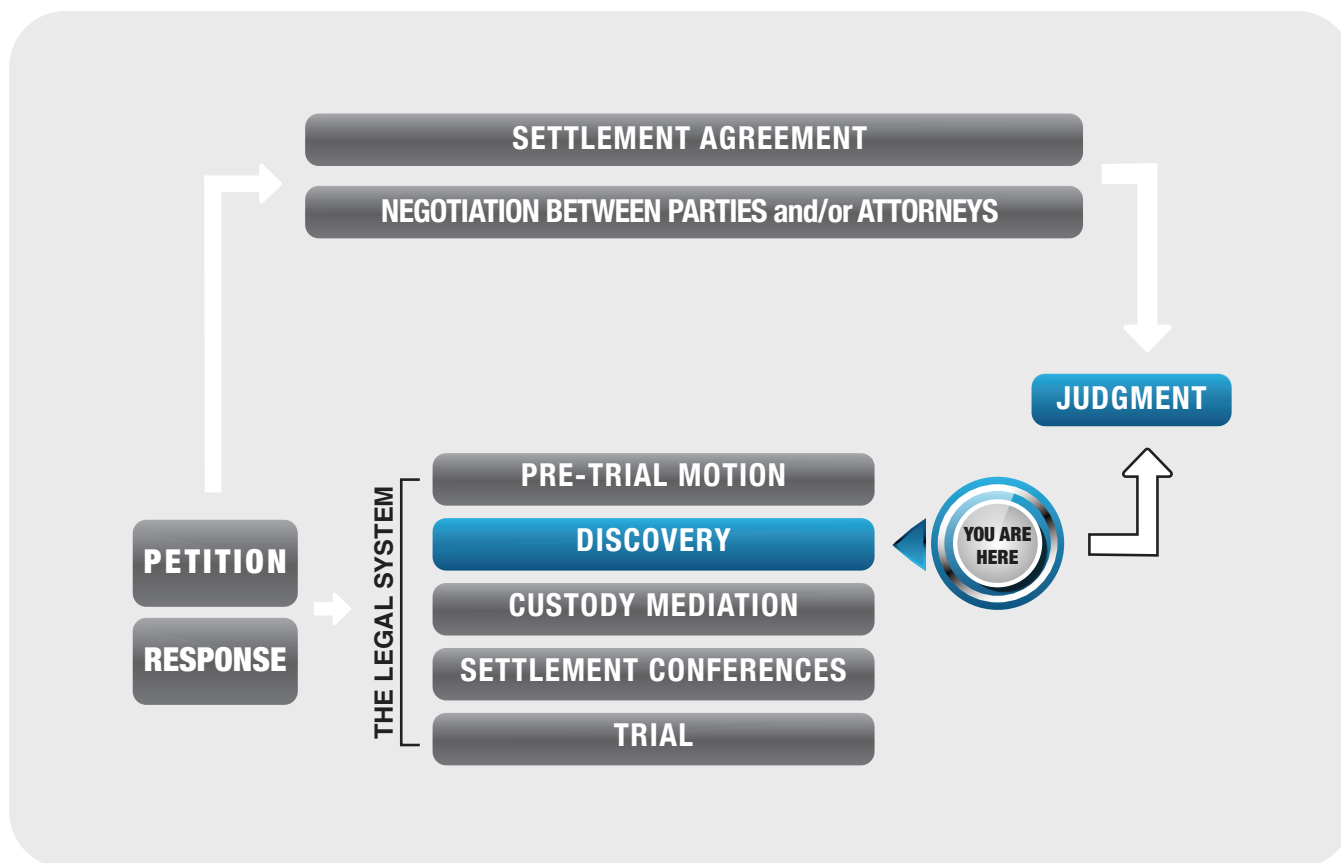 SETTLEMENT AGREEMENT
NEGOTIATION BETWEEN PARTIES and/or ATTORNEYS
JUDGMENT
PETITION
RESPONSE
THE LEGAL SYSTEM
PRE-TRIAL MOTION
DISCOVERY
CUSTODY MEDIATION
SETTLEMENT CONFERENCES
TRIAL
YOU ARE
HERE